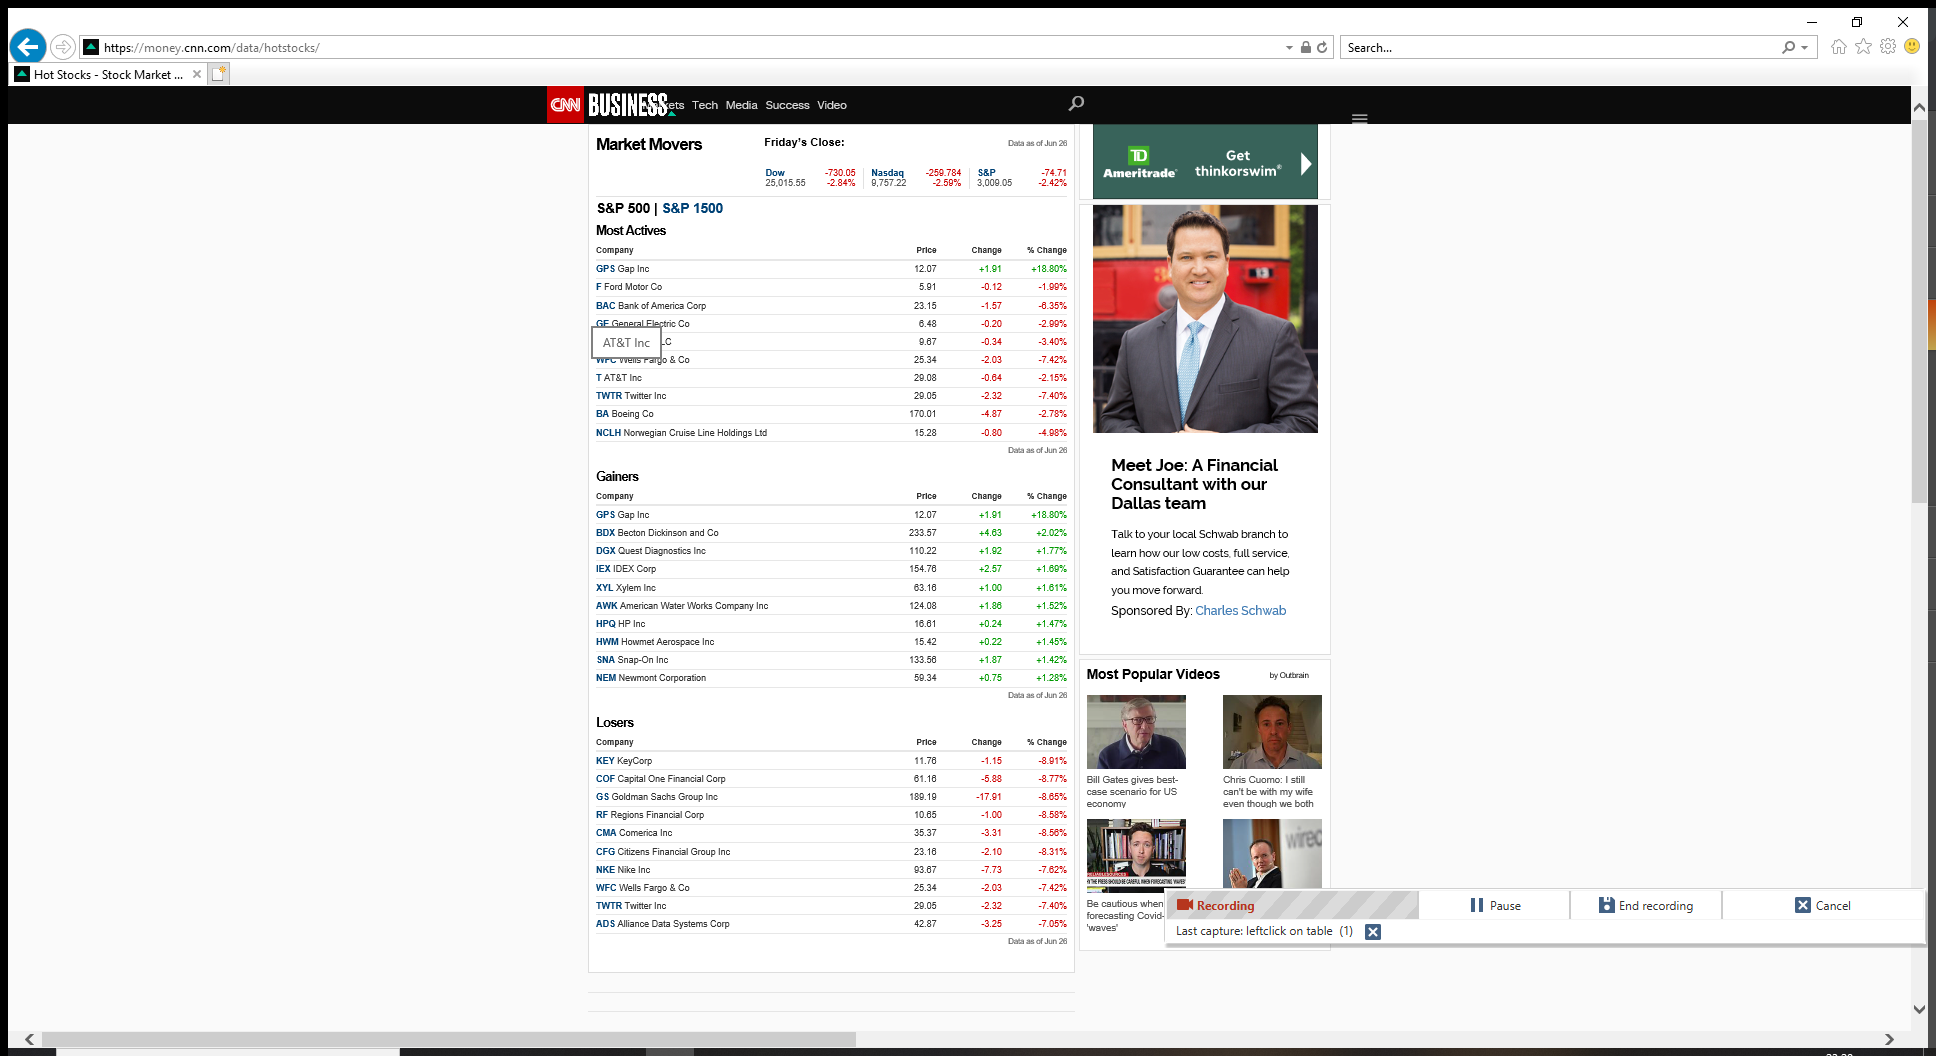 https://money.cnn.com/data/hotstocks/
Search...
Hot Stocks - Stock Market ...
CNN BUSINESS Tech Media Success Video
Market Movers
Friday's Close:
Data as of Jun 26
Dow -730.05 Nasdaq -259.784 S&P -74.71
25,015.55 -2.84% 9,757.22 -2.59% 3,009.05 -2.42%
S&P 500 | S&P 1500
Most Actives
Company Price Change % Change
GPS Gap Inc 12.07 +1.91 +18.80%
F Ford Motor Co 5.91 -0.12 -1.99%
BAC Bank of America Corp 23.15 -1.57 -6.35%
GE General Electric Co 6.48 -0.20 -2.99%
AT&T Inc
LC 9.67 -0.34 -3.40%
WFC Wells Fargo & Co 25.34 -2.03 -7.42%
T AT&T Inc 29.08 -0.64 -2.15%
TWTR Twitter Inc 29.05 -2.32 -7.40%
BA Boeing Co 170.01 -4.87 -2.78%
NCLH Norwegian Cruise Line Holdings Ltd 15.28 -0.80 -4.98%
Data as of Jun 26
Gainers
Company Price Change % Change
GPS Gap Inc 12.07 +1.91 +18.80%
BDX Becton Dickinson and Co 233.57 +4.63 +2.02%
DGX Quest Diagnostics Inc 110.22 +1.92 +1.77%
IEX IDEX Corp 154.76 +2.57 +1.69%
XYL Xylem Inc 63.16 +1.00 +1.61%
AWK American Water Works Company Inc 124.08 +1.86 +1.52%
HPQ HP Inc 16.61 +0.24 +1.47%
HWM Howmet Aerospace Inc 15.42 +0.22 +1.45%
SNA Snap-On Inc 133.56 +1.87 +1.42%
NEM Newmont Corporation 59.34 +0.75 +1.28%
Data as of Jun 26
Losers
Company Price Change % Change
KEY KeyCorp 11.76 -1.15 -8.91%
COF Capital One Financial Corp 61.16 -5.88 -8.77%
GS Goldman Sachs Group Inc 189.19 -17.91 -8.65%
RF Regions Financial Corp 10.65 -1.00 -8.58%
CMA Comerica Inc 35.37 -3.31 -8.56%
CFG Citizens Financial Group Inc 23.16 -2.10 -8.31%
NKE Nike Inc 93.67 -7.73 -7.62%
WFC Wells Fargo & Co 25.34 -2.03 -7.42%
TWTR Twitter Inc 29.05 -2.32 -7.40%
ADS Alliance Data Systems Corp 42.87 -3.25 -7.05%
Data as of Jun 26
TD Ameritrade
Get
thinkorswim®
Meet Joe: A Financial
Consultant with our
Dallas team
Talk to your local Schwab branch to
learn how our low costs, full service,
and Satisfaction Guarantee can help
you move forward.
Sponsored By: Charles Schwab
Most Popular Videos
by Outbrain
Bill Gates gives best-
case scenario for US
economy
Chris Cuomo: I still
can't be with my wife
even though we both
Be cautious when
forecasting Covid-
'waves'
Recording
Pause
End recording
Cancel
Last capture: leftclick on table (1)